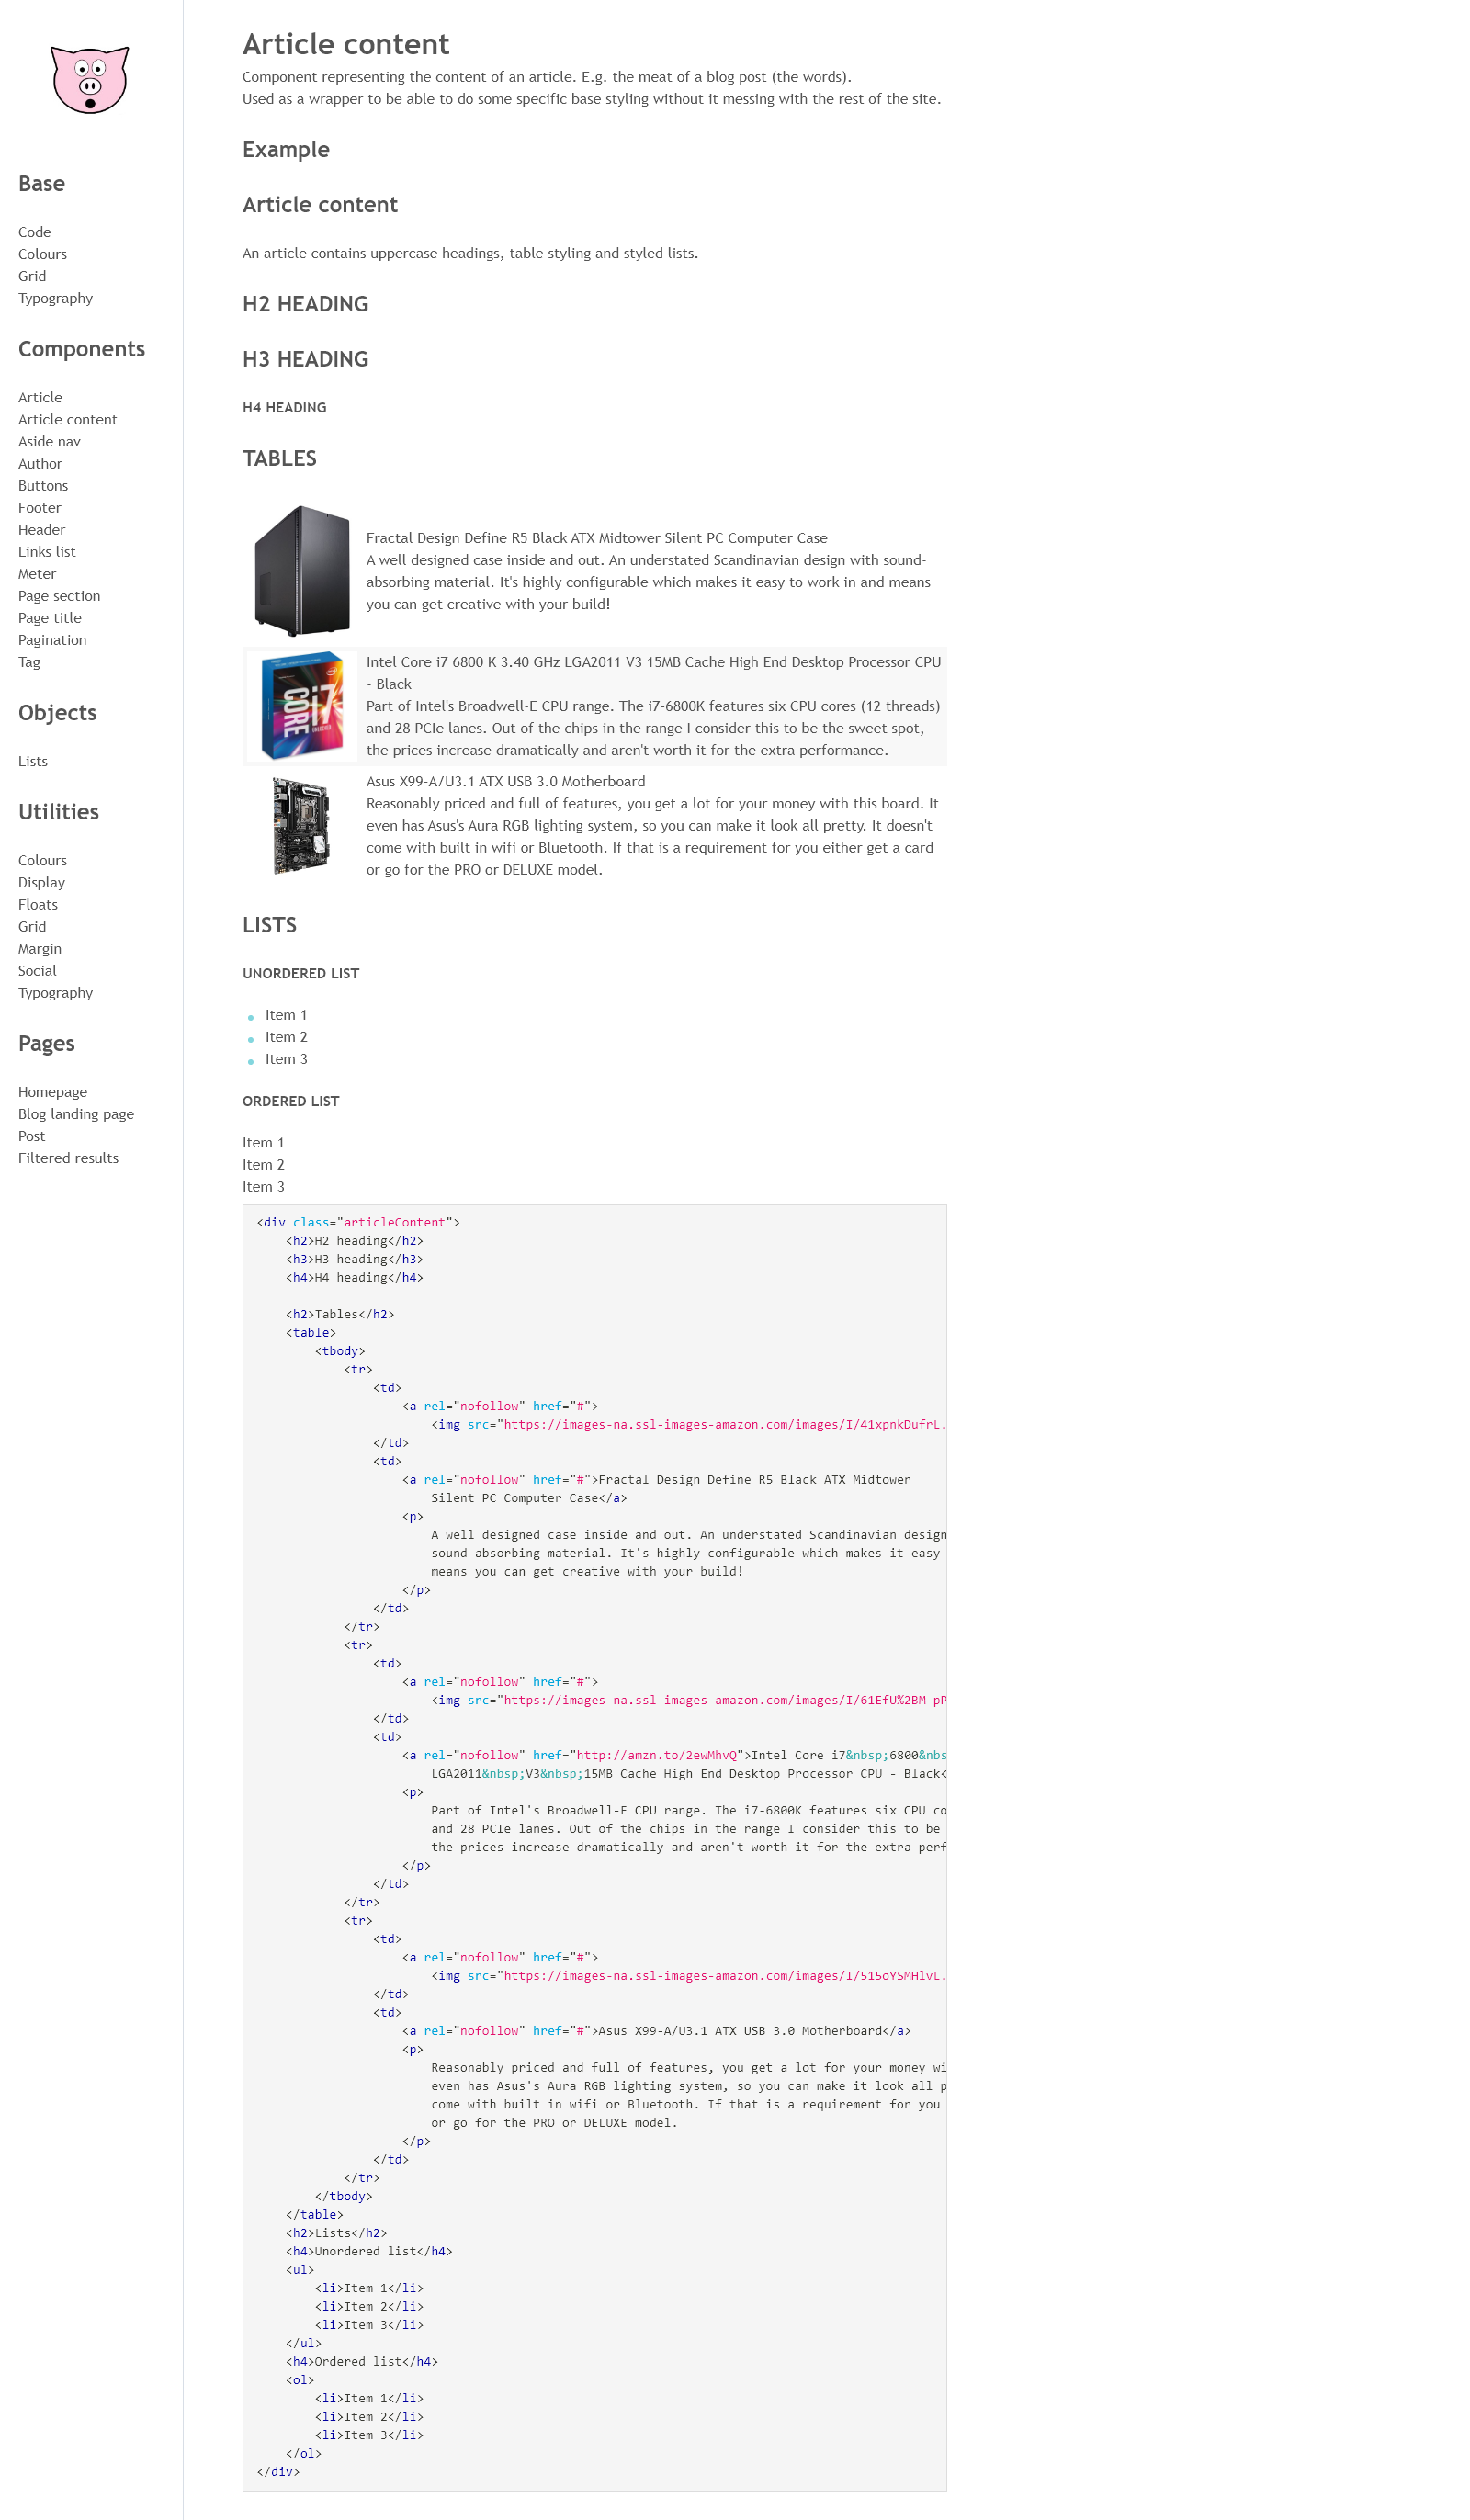 Base
Code
Colours
Grid
Typography
Components
Article
Article content
Aside nav
Author
Buttons
Footer
Header
Links list
Meter
Page section
Page title
Pagination
Tag
Objects
Lists
Utilities
Colours
Display
Floats
Grid
Margin
Social
Typography
Pages
Homepage
Blog landing page
Post
Filtered results
Article content
Component representing the content of an article. E.g. the meat of a blog post (the words).
Used as a wrapper to be able to do some specific base styling without it messing with the rest of the site.
Example
Article content
An article contains uppercase headings, table styling and styled lists.
H2 HEADING
H3 HEADING
H4 HEADING
TABLES
Fractal Design Define R5 Black ATX Midtower Silent PC Computer Case
A well designed case inside and out. An understated Scandinavian design with sound-
absorbing material. It's highly configurable which makes it easy to work in and means
you can get creative with your build!
CORE i7
Intel Core i7 6800 K 3.40 GHz LGA2011 V3 15MB Cache High End Desktop Processor CPU
- Black
Part of Intel's Broadwell-E CPU range. The i7-6800K features six CPU cores (12 threads)
and 28 PCIe lanes. Out of the chips in the range I consider this to be the sweet spot,
the prices increase dramatically and aren't worth it for the extra performance.
Asus X99-A/U3.1 ATX USB 3.0 Motherboard
Reasonably priced and full of features, you get a lot for your money with this board. It
even has Asus's Aura RGB lighting system, so you can make it look all pretty. It doesn't
come with built in wifi or Bluetooth. If that is a requirement for you either get a card
or go for the PRO or DELUXE model.
LISTS
UNORDERED LIST
Item 1
Item 2
Item 3
ORDERED LIST
Item 1
Item 2
Item 3
<div class="articleContent">
    <h2>H2 heading</h2>
    <h3>H3 heading</h3>
    <h4>H4 heading</h4>
    <h2>Tables</h2>
    <table>
        <tbody>
            <tr>
                <td>
                    <a rel="nofollow" href="#">
                        <img src="https://images-na.ssl-images-amazon.com/images/I/41xpnkDufrL.
                </td>
                <td>
                    <a rel="nofollow" href="#">Fractal Design Define R5 Black ATX Midtower
                        Silent PC Computer Case</a>
                    <p>
                        A well designed case inside and out. An understated Scandinavian design
                        sound-absorbing material. It's highly configurable which makes it easy
                        means you can get creative with your build!
                    </p>
                </td>
            </tr>
            <tr>
                <td>
                    <a rel="nofollow" href="#">
                        <img src="https://images-na.ssl-images-amazon.com/images/I/61EfU%2BM-pP
                </td>
                <td>
                    <a rel="nofollow" href="http://amzn.to/2ewMhvQ">Intel Core i7&nbsp;6800&nbs
                        LGA2011&nbsp;V3&nbsp;15MB Cache High End Desktop Processor CPU - Black<
                    <p>
                        Part of Intel's Broadwell-E CPU range. The i7-6800K features six CPU co
                        and 28 PCIe lanes. Out of the chips in the range I consider this to be
                        the prices increase dramatically and aren't worth it for the extra perf
                    </p>
                </td>
            </tr>
            <tr>
                <td>
                    <a rel="nofollow" href="#">
                        <img src="https://images-na.ssl-images-amazon.com/images/I/515oYSMHlvL.
                </td>
                <td>
                    <a rel="nofollow" href="#">Asus X99-A/U3.1 ATX USB 3.0 Motherboard</a>
                    <p>
                        Reasonably priced and full of features, you get a lot for your money wi
                        even has Asus's Aura RGB lighting system, so you can make it look all p
                        come with built in wifi or Bluetooth. If that is a requirement for you
                        or go for the PRO or DELUXE model.
                    </p>
                </td>
            </tr>
        </tbody>
    </table>
    <h2>Lists</h2>
    <h4>Unordered list</h4>
    <ul>
        <li>Item 1</li>
        <li>Item 2</li>
        <li>Item 3</li>
    </ul>
    <h4>Ordered list</h4>
    <ol>
        <li>Item 1</li>
        <li>Item 2</li>
        <li>Item 3</li>
    </ol>
</div>